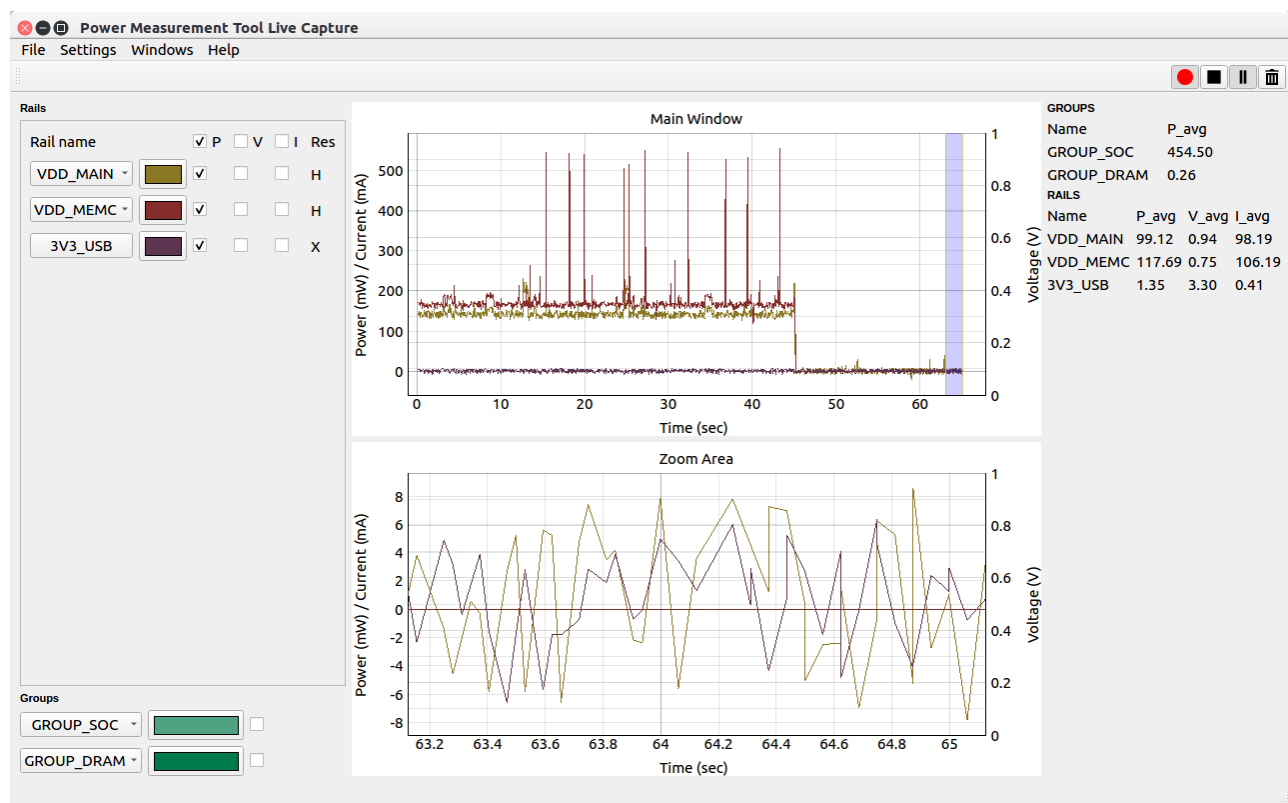 Power Measurement Tool Live Capture
File Settings Windows Help
Rails
Rail name P V I Res
VDD_MAIN H
VDD_MEMC H
3V3_USB X
Groups
GROUP_SOC
GROUP_DRAM
Main Window
Power (mW) / Current (mA)
500
400
300
200
100
0
1
0.8
0.6
0.4
0.2
0
Voltage (V)
0 10 20 30 40 50 60
Time (sec)
Zoom Area
Power (mW) / Current (mA)
8
6
4
2
0
-2
-4
-6
-8
1
0.8
0.6
0.4
0.2
0
Voltage (V)
63.2 63.4 63.6 63.8 64 64.2 64.4 64.6 64.8 65
Time (sec)
GROUPS
Name P_avg
GROUP_SOC 454.50
GROUP_DRAM 0.26
RAILS
Name P_avg V_avg I_avg
VDD_MAIN 99.12 0.94 98.19
VDD_MEMC 117.69 0.75 106.19
3V3_USB 1.35 3.30 0.41